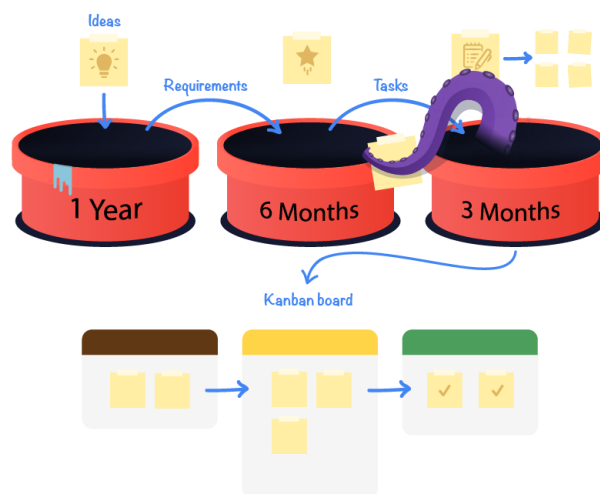 Ideas
Requirements
Tasks
1 Year
6 Months
3 Months
Kanban board